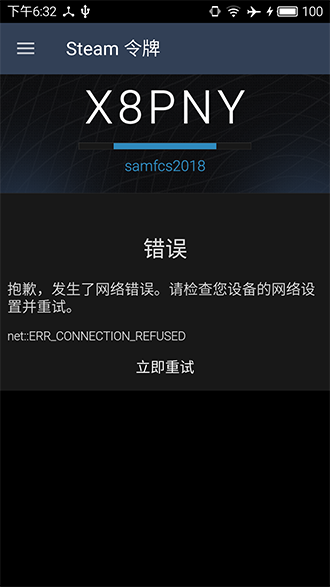 下午6:32
100
Steam 令牌
X8PNY
samfcs2018
错误
抱歉，发生了网络错误。请检查您设备的网络设
置并重试。
net::ERR_CONNECTION_REFUSED
立即重试